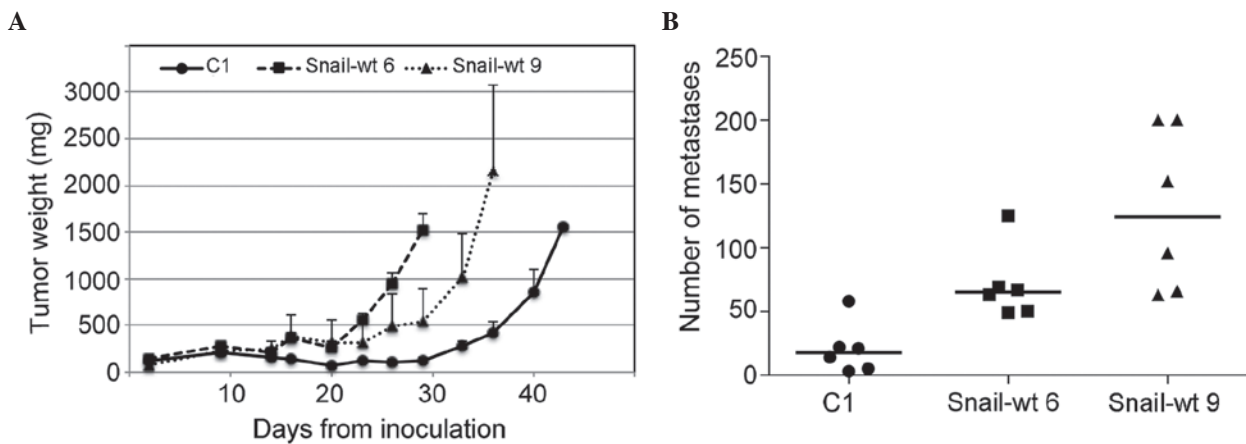 A
C1 Snail-wt 6 Snail-wt 9
3000
2500
2000
1500
1000
500
0
Tumor weight (mg)
10 20 30 40
Days from inoculation
B
250
200
150
100
50
0
Number of metastases
C1 Snail-wt 6 Snail-wt 9